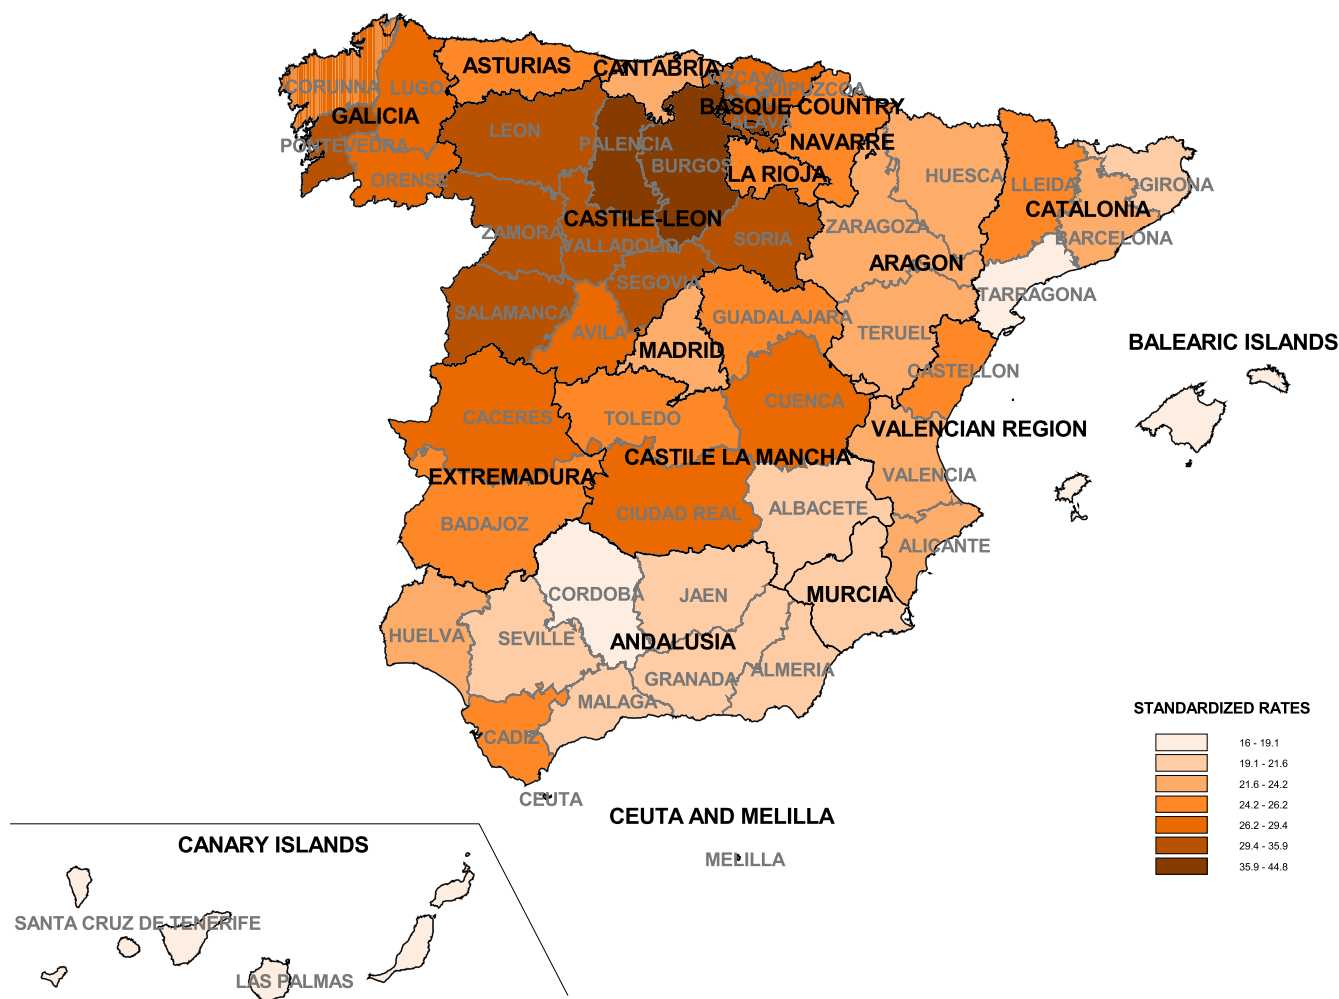 ASTURIAS
CANTABRIA
VIZCAYA
GUIPUZCOA
CORUNNA
LUGO
BASQUE COUNTRY
GALICIA
ALAVA
LEON
PALENCIA
NAVARRE
PONTEVEDRA
BURGOS
LA RIOJA
HUESCA
ORENSE
LLEIDA
GIRONA
CATALONIA
CASTILE-LEON
ZAMORA
VALLADOLID
SORIA
ZARAGOZA
BARCELONA
ARAGON
SEGOVIA
TARRAGONA
SALAMANCA
AVILA
GUADALAJARA
TERUEL
MADRID
BALEARIC ISLANDS
CASTELLON
CUENCA
CACERES
TOLEDO
VALENCIAN REGION
CASTILE LA MANCHA
EXTREMADURA
VALENCIA
BADAJOZ
CIUDAD REAL
ALBACETE
ALICANTE
CORDOBA
JAEN
MURCIA
HUELVA
SEVILLE
ANDALUSIA
GRANADA
ALMERIA
MALAGA
CADIZ
STANDARDIZED RATES
16 - 19.1
19.1 - 21.6
21.6 - 24.2
24.2 - 26.2
26.2 - 29.4
29.4 - 35.9
35.9 - 44.8
CEUTA
CEUTA AND MELILLA
MELILLA
CANARY ISLANDS
SANTA CRUZ DE TENERIFE
LAS PALMAS